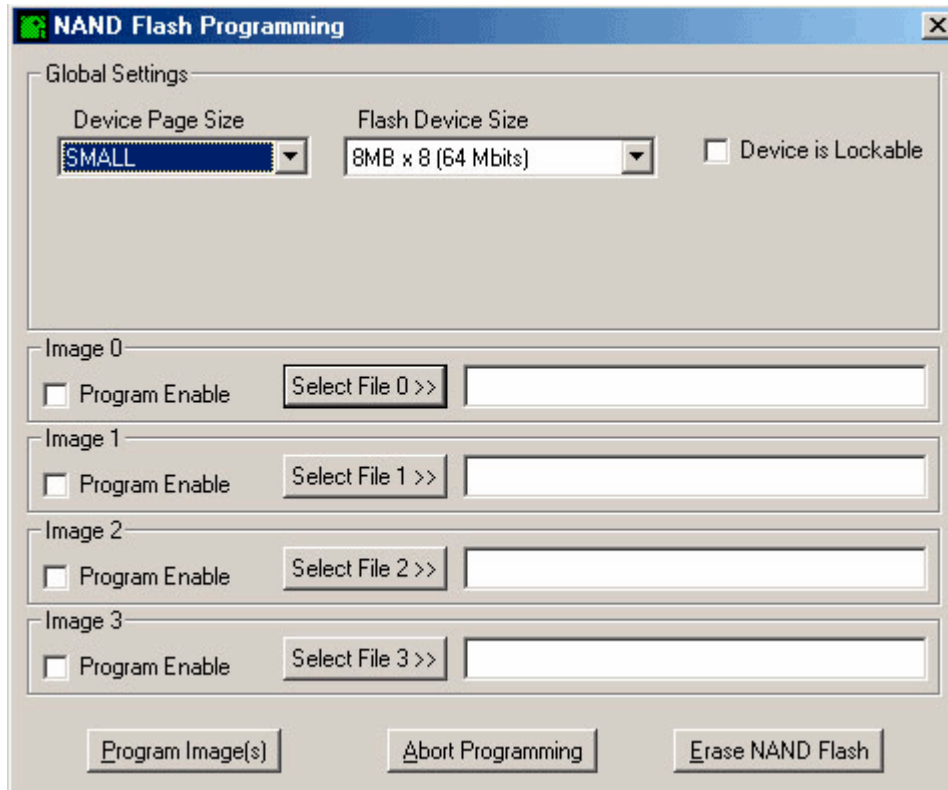 NAND Flash Programming
Global Settings
Device Page Size
Flash Device Size
SMALL
8MB x 8 (64 Mbits)
Device is Lockable
Image 0
Program Enable
Select File 0 >>
Image 1
Program Enable
Select File 1 >>
Image 2
Program Enable
Select File 2 >>
Image 3
Program Enable
Select File 3 >>
Program Image(s)
Abort Programming
Erase NAND Flash